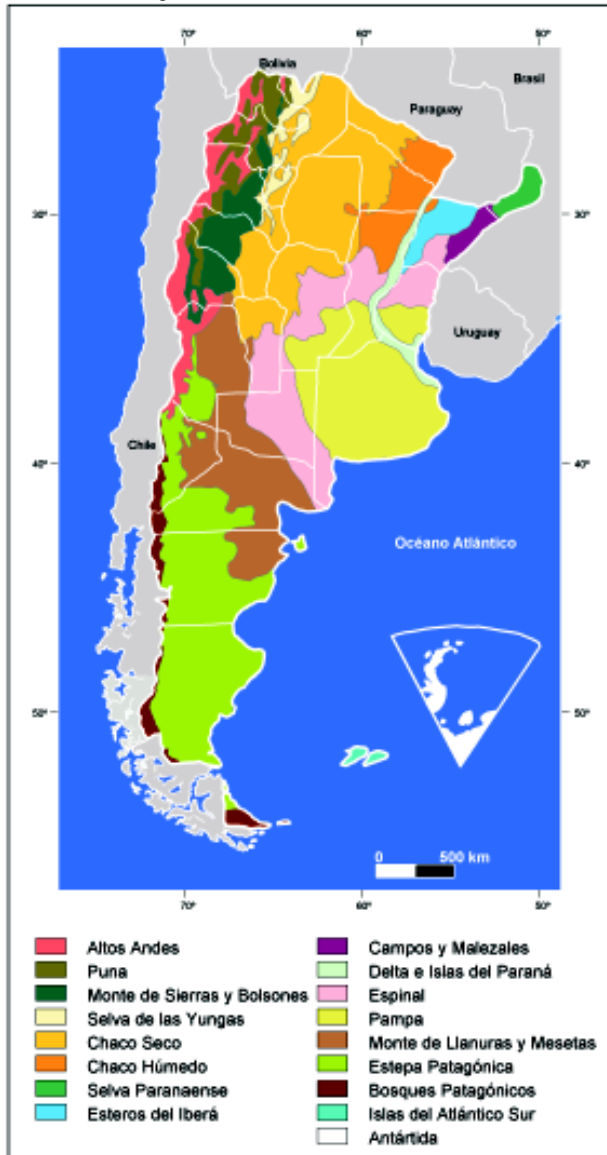 70° 60° 50°
Bolivia
Brasil
Paraguay
30° 30°
Uruguay
Chile
40° 40°
Océano Atlántico
50° 50°
0 500 km
70° 60° 50°
Altos Andes
Puna
Monte de Sierras y Bolsones
Selva de las Yungas
Chaco Seco
Chaco Húmedo
Selva Paranaense
Esteros del Iberá
Campos y Malezales
Delta e Islas del Paraná
Espinal
Pampa
Monte de Llanuras y Mesetas
Estepa Patagónica
Bosques Patagónicos
Islas del Atlántico Sur
Antártida